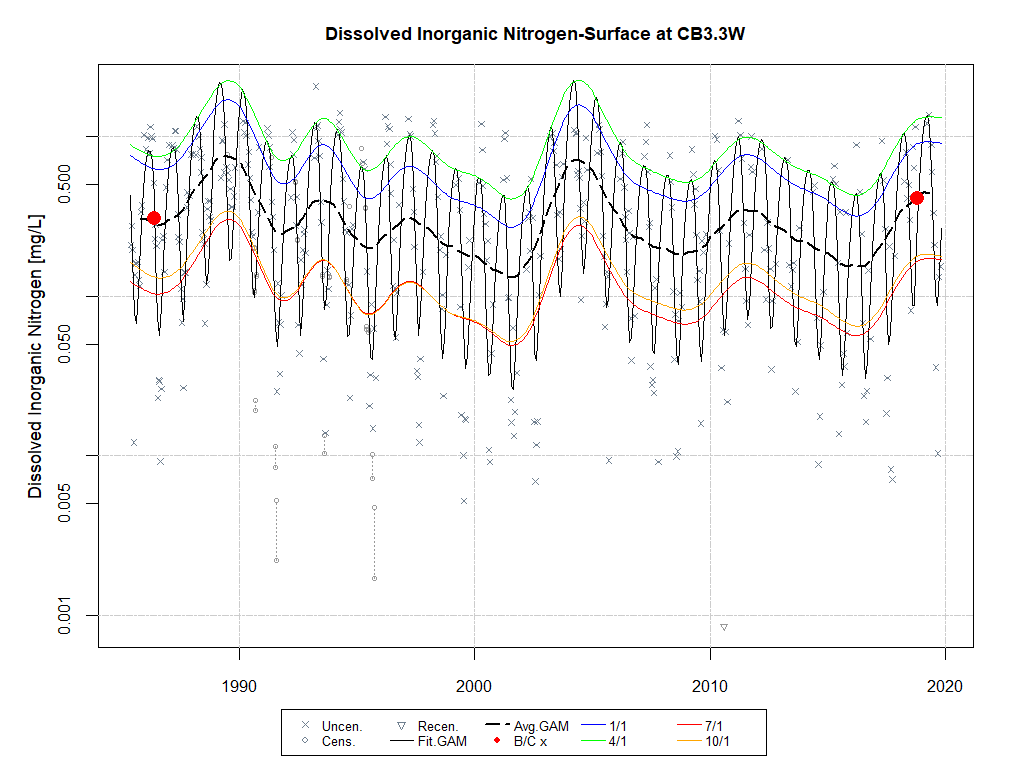 Dissolved Inorganic Nitrogen-Surface at CB3.3W
Dissolved Inorganic Nitrogen [mg/L]
0.500
0.050
0.005
0.001
1990 2000 2010 2020
Uncen. Recen. Avg.GAM 1/1 7/1
Cens. Fit.GAM B/C x 4/1 10/1